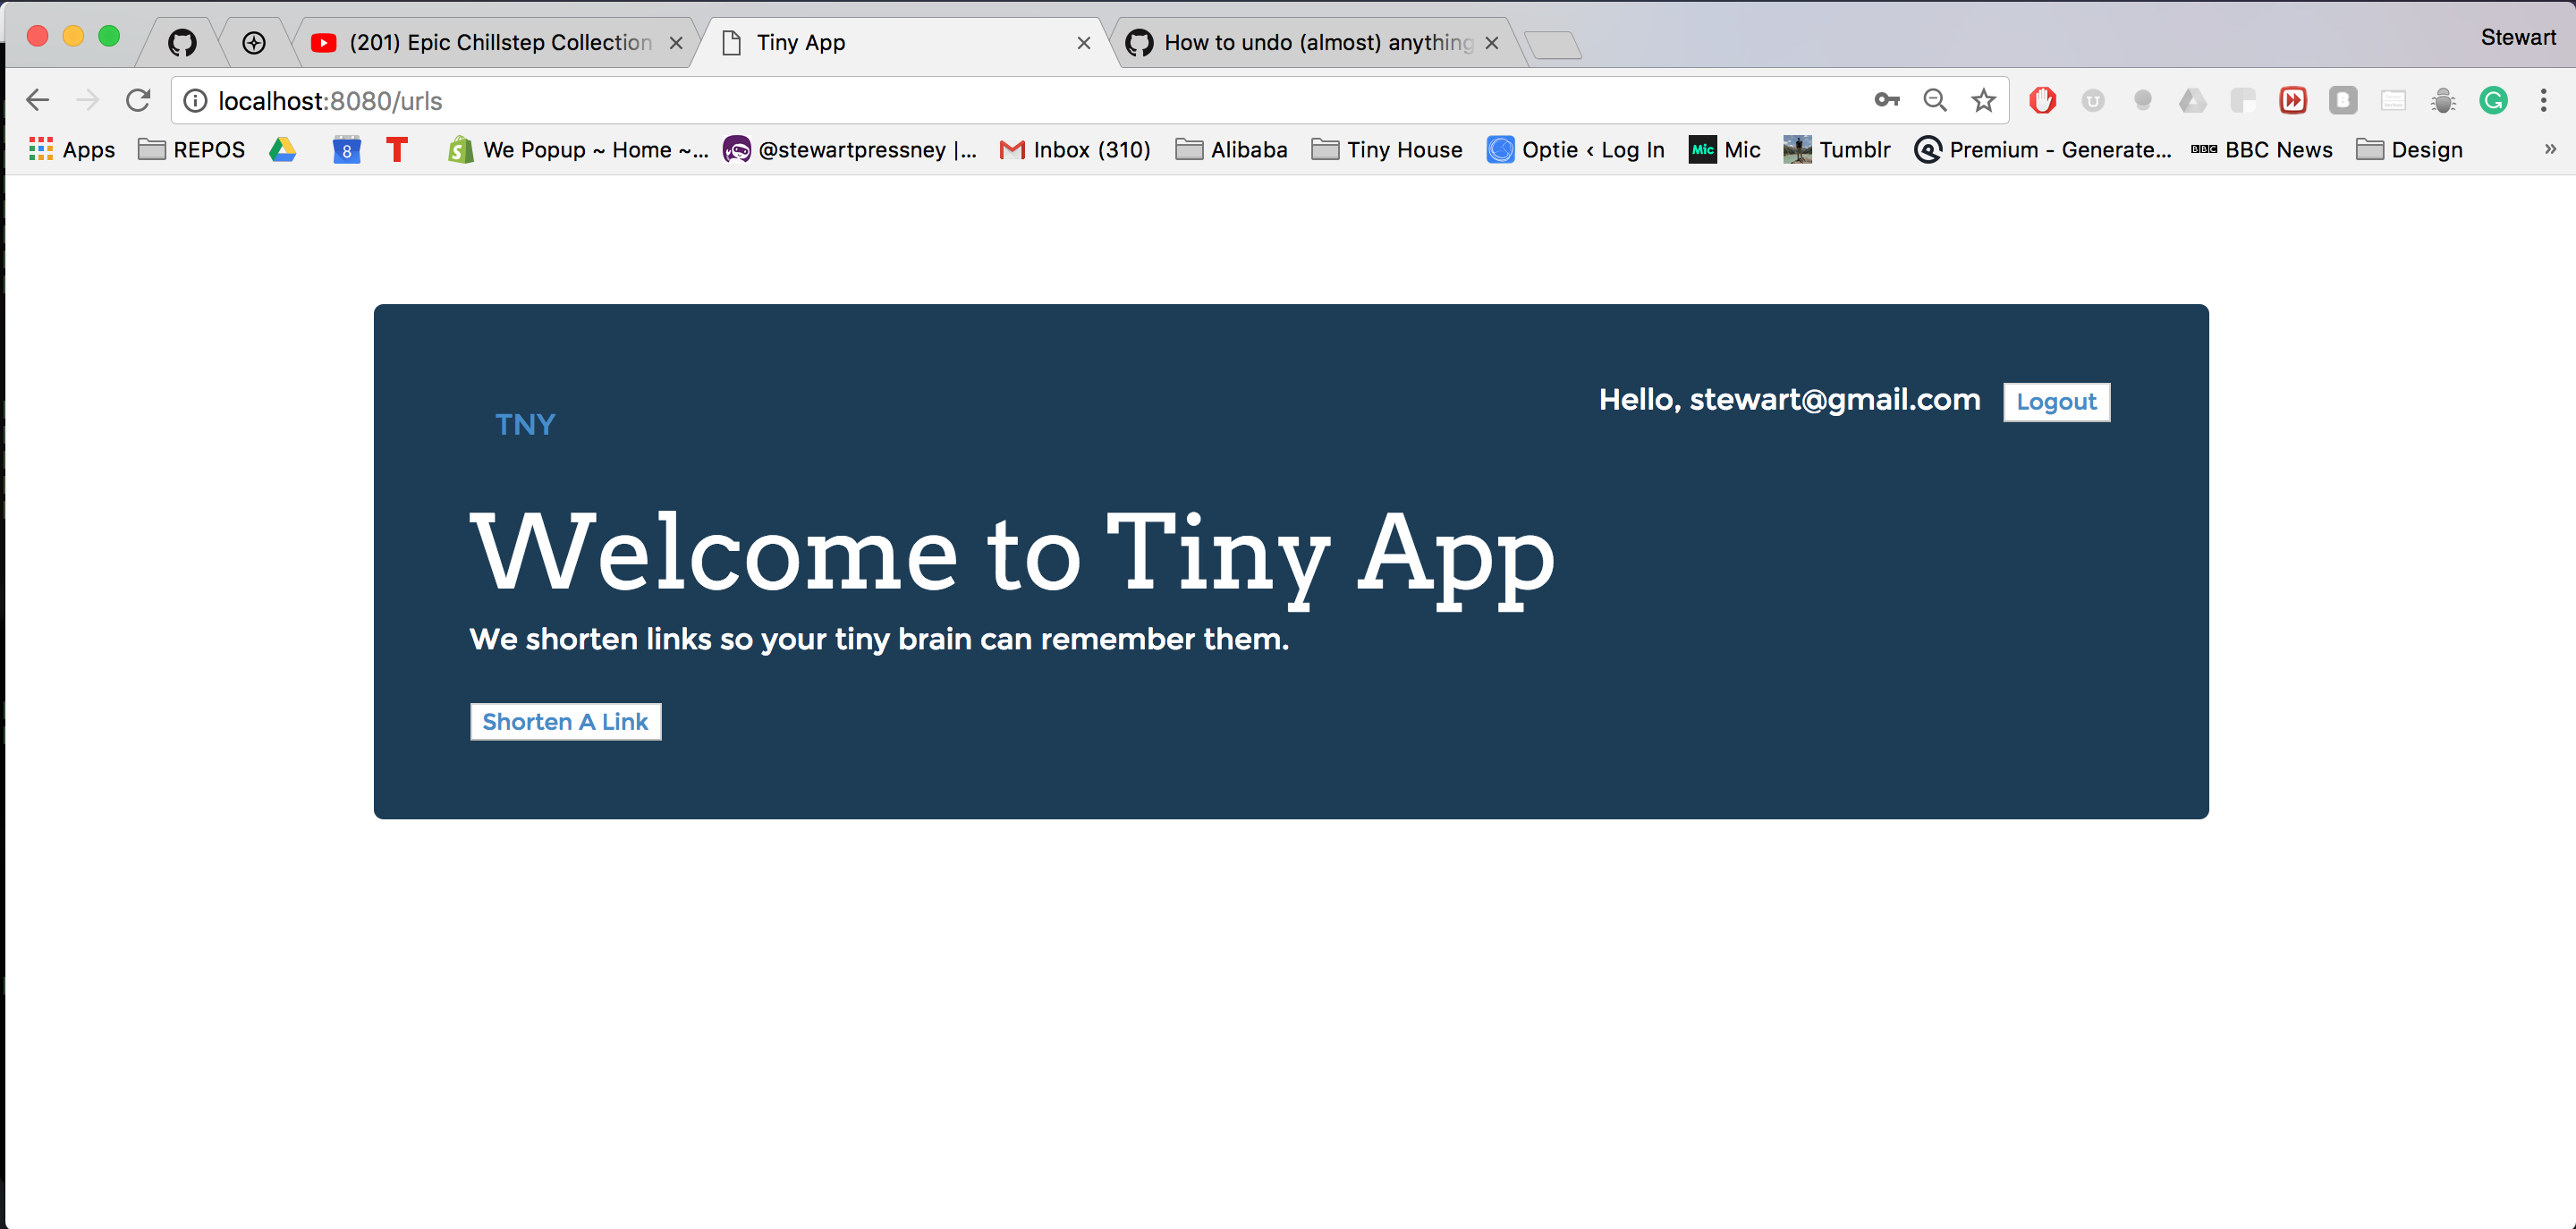 (201) Epic Chillstep Collection
Tiny App
How to undo (almost) anything
Stewart
localhost:8080/urls
Apps
REPOS
8
T
We Popup ~ Home ~...
@stewartpressney |...
Inbox (310)
Alibaba
Tiny House
Optie ‹ Log In
Mic
Mic
Tumblr
Premium - Generate...
BBC
BBC News
Design
»
Hello, stewart@gmail.com
Logout
TNY
Welcome to Tiny App
We shorten links so your tiny brain can remember them.
Shorten A Link